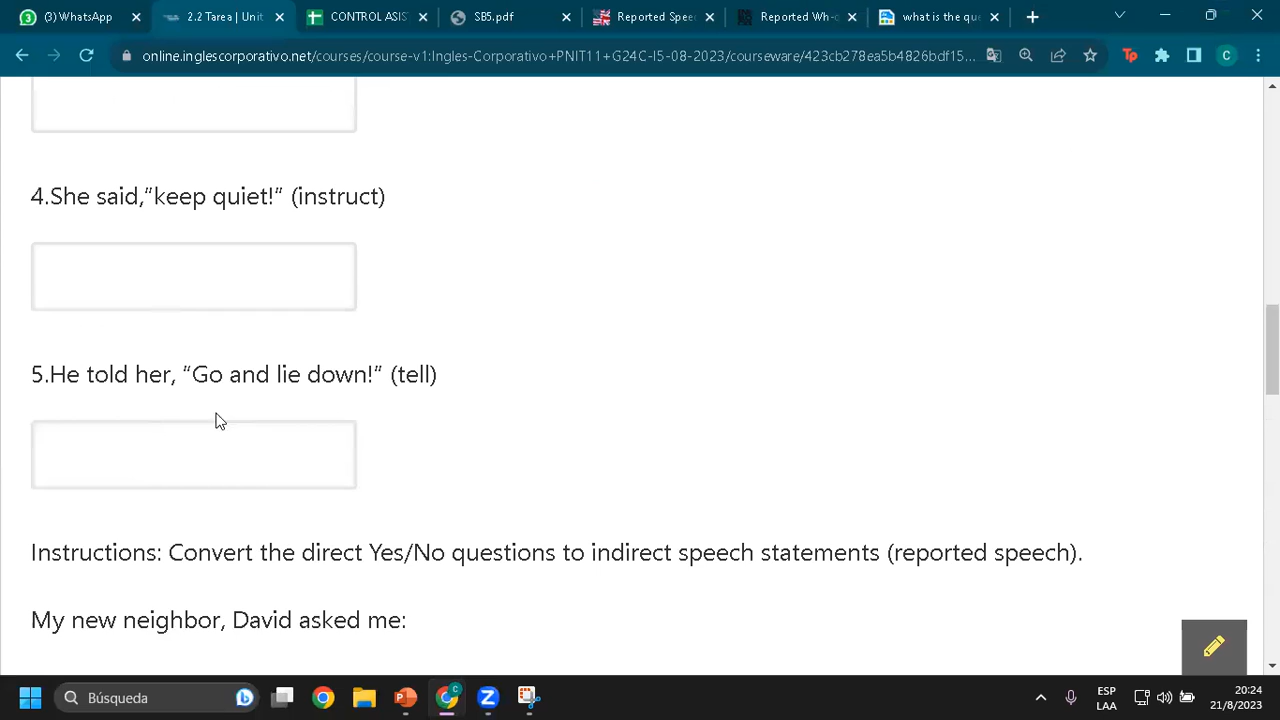 (3) WhatsApp
2.2 Tarea | Unit
CONTROL ASIS
SB5.pdf
Reported Spee
Reported Wh-q
what is the que
online.inglescorporativo.net/courses/course-v1:Ingles-Corporativo+PNIT11+G24C-I5-08-2023/courseware/423cb278ea5b4826bdf15...
4.She said,”keep quiet!” (instruct)
5.He told her, “Go and lie down!” (tell)
Instructions: Convert the direct Yes/No questions to indirect speech statements (reported speech).
My new neighbor, David asked me:
Búsqueda
ESP
LAA
20:24
21/8/2023